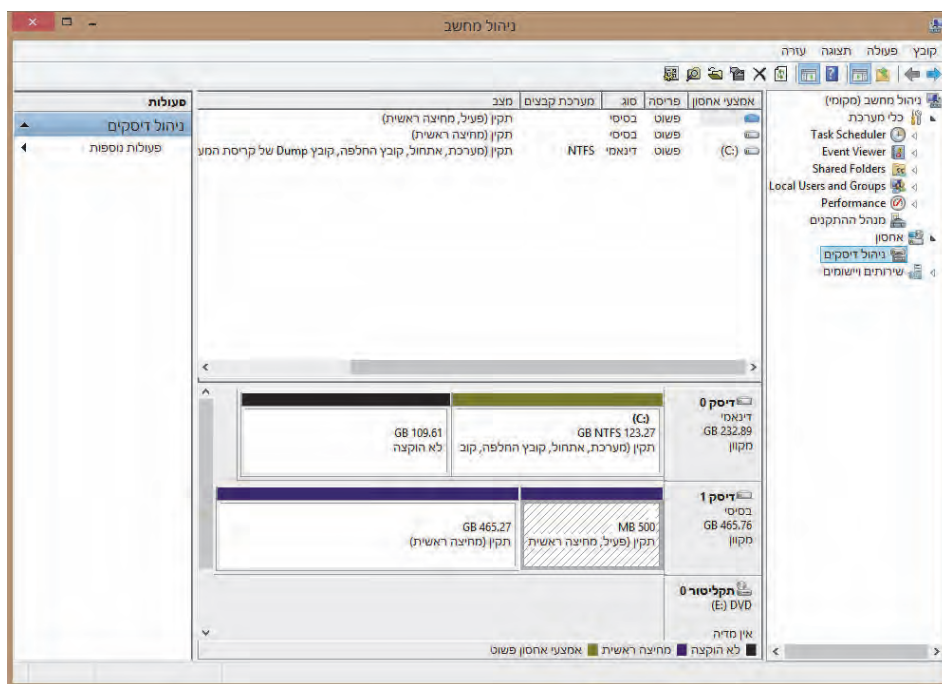 ניהול מחשב
קובץ פעולה תצוגה עזרה
ניהול מחשב (מקומי)
כלי מערכת
Task Scheduler
Event Viewer
Shared Folders
Local Users and Groups
Performance
מנהל ההתקנים
אחסון
ניהול דיסקים
שירותים ויישומים
אמצעי אחסון פריסה סוג מערכת קבצים מצב
פשוט בסיסי תקין (פעיל, מחיצה ראשית)
פשוט בסיסי תקין (מחיצה ראשית)
(C:) פשוט דינאמי NTFS תקין (מערכת, אתחול, קובץ החלפה, קובץ Dump של קריסת המע
דיסק 0
דינאמי
232.89 GB
מקוון
(C:)
123.27 GB NTFS
תקין (מערכת, אתחול, קובץ החלפה, קוב
109.61 GB
לא הוקצה
דיסק 1
בסיסי
465.76 GB
מקוון
500 MB
תקין (פעיל, מחיצה ראשית
465.27 GB
תקין (מחיצה ראשית)
תקליטור 0
DVD (E:)
אין מדיה
לא הוקצה מחיצה ראשית אמצעי אחסון פשוט
פעולות
ניהול דיסקים
פעולות נוספות